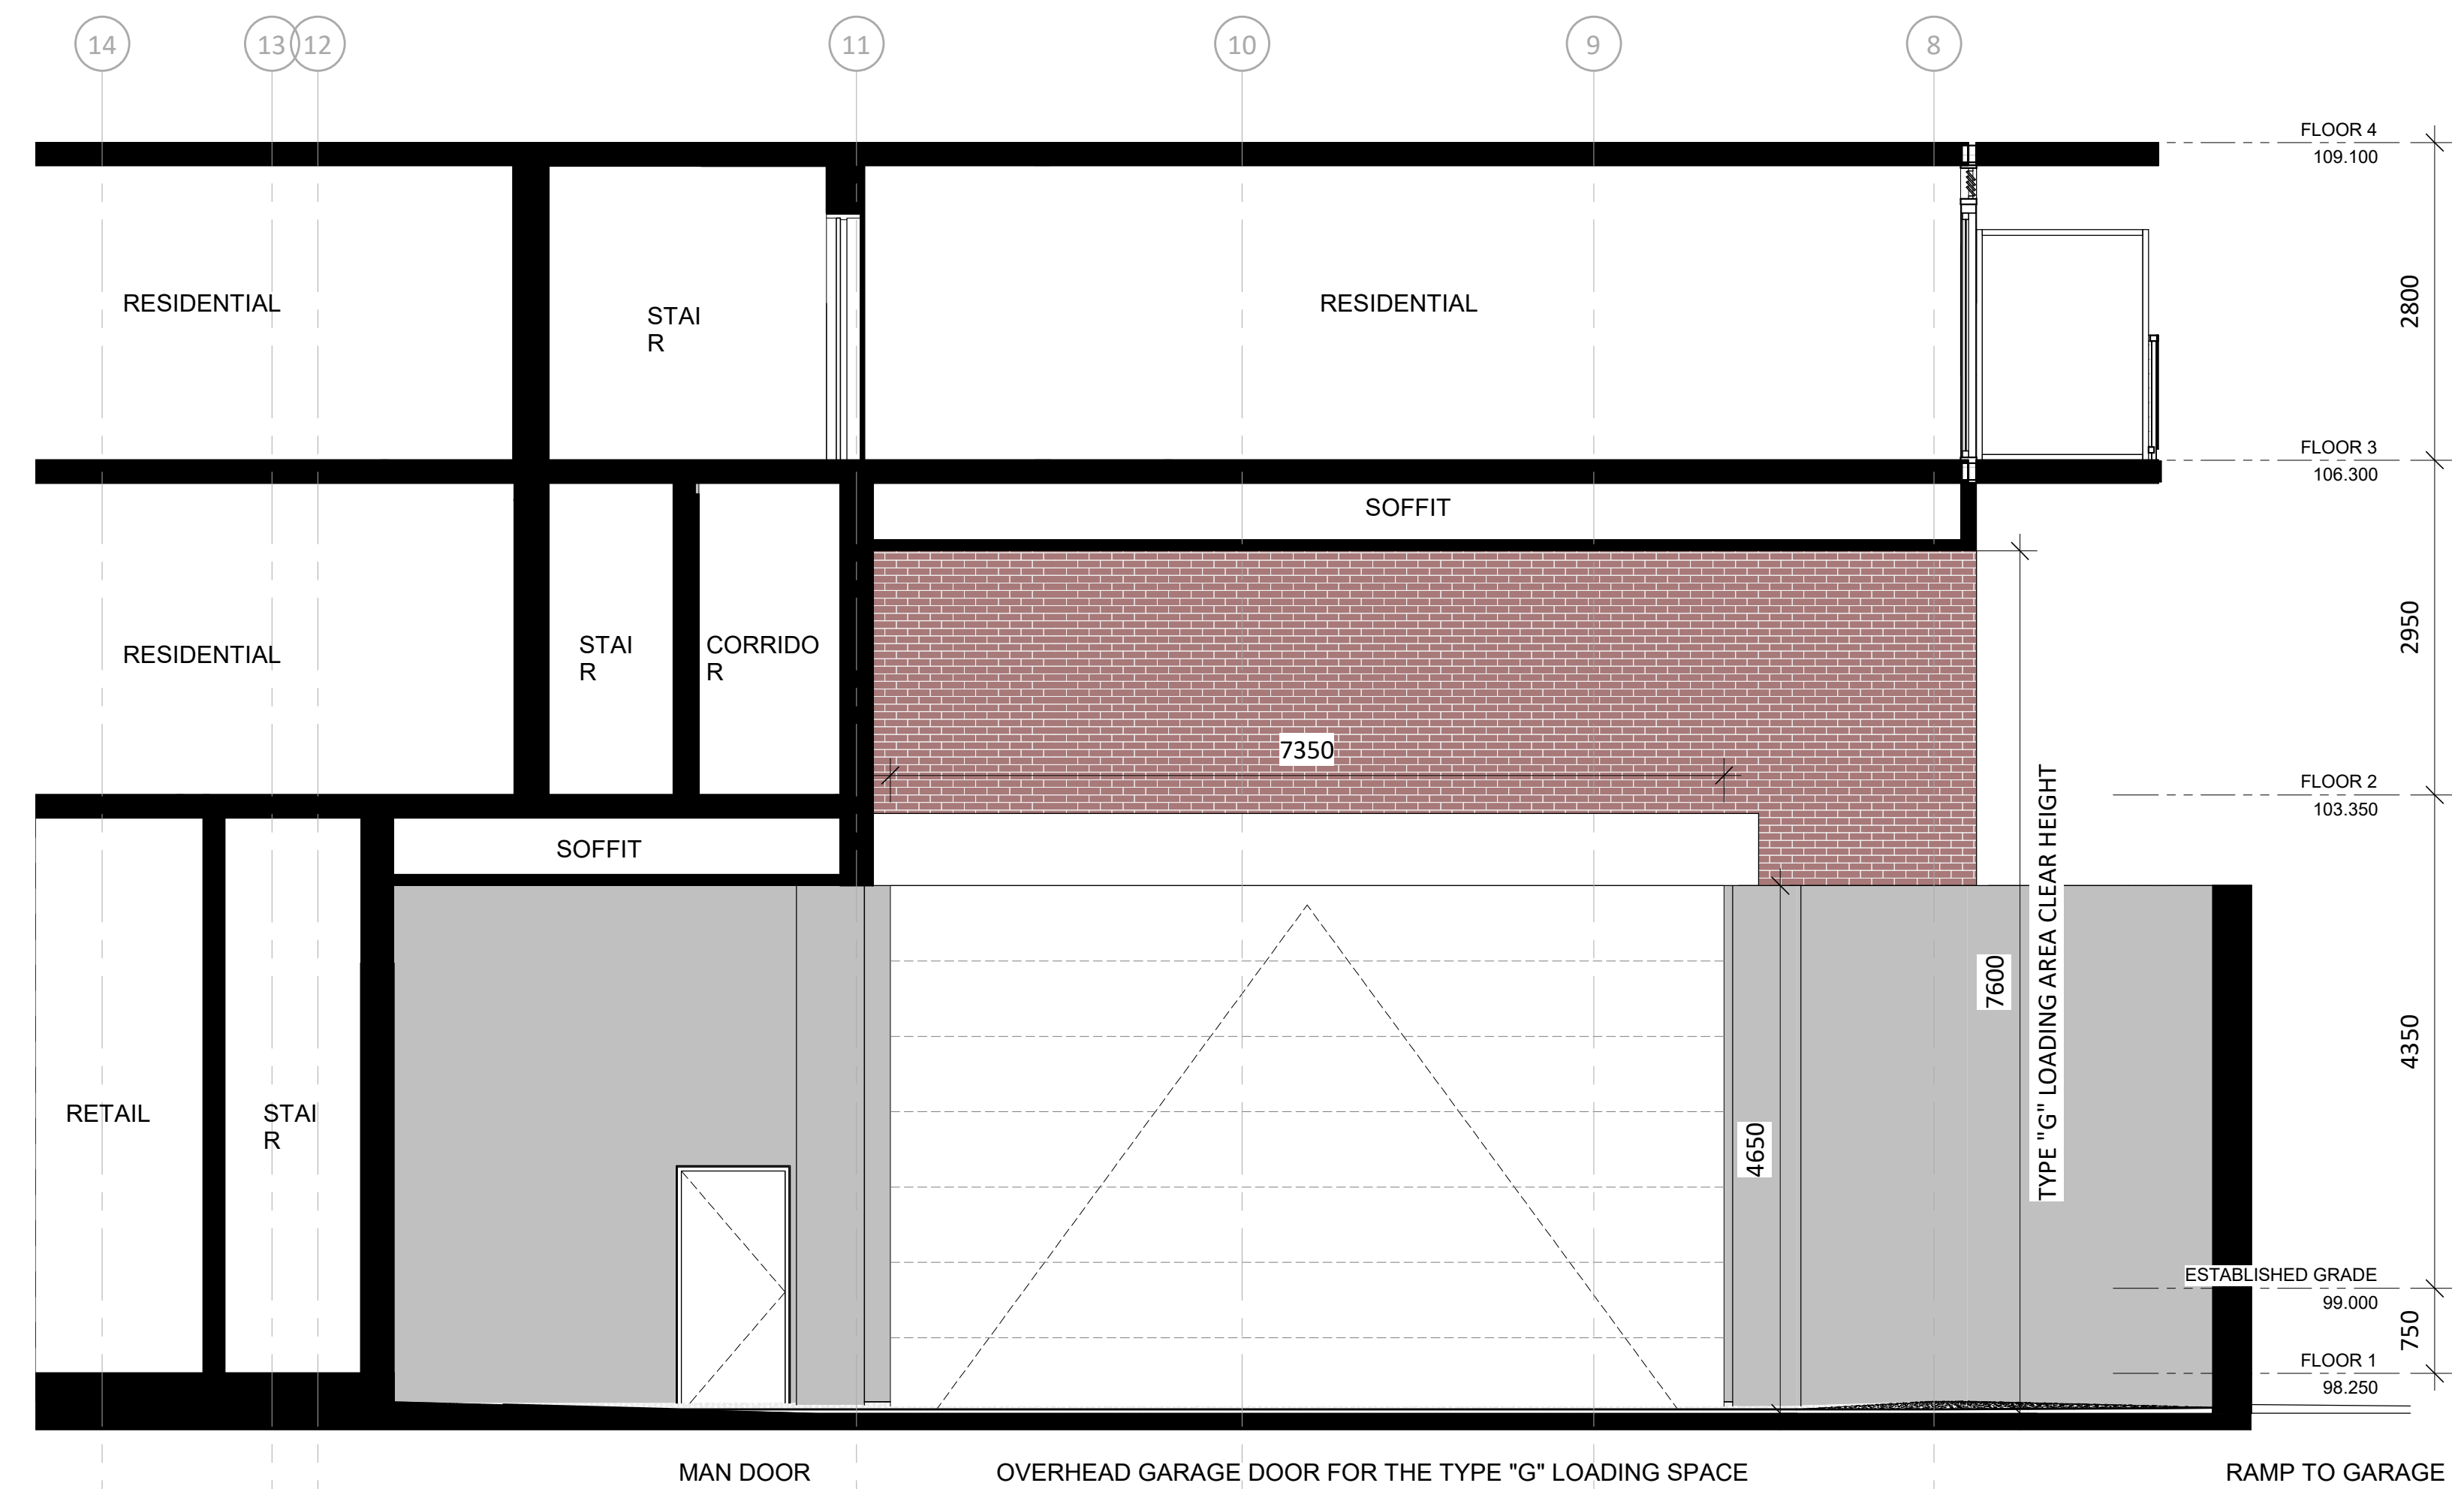 14
13
12
11
10
9
8
FLOOR 4
109.100
RESIDENTIAL
STAI
R
RESIDENTIAL
2800
FLOOR 3
106.300
SOFFIT
RESIDENTIAL
STAI
R
CORRIDO
R
2950
7350
FLOOR 2
103.350
SOFFIT
TYPE "G" LOADING AREA CLEAR HEIGHT
7600
4350
RETAIL
STAI
R
4650
ESTABLISHED GRADE
99.000
750
FLOOR 1
98.250
MAN DOOR
OVERHEAD GARAGE DOOR FOR THE TYPE "G" LOADING SPACE
RAMP TO GARAGE